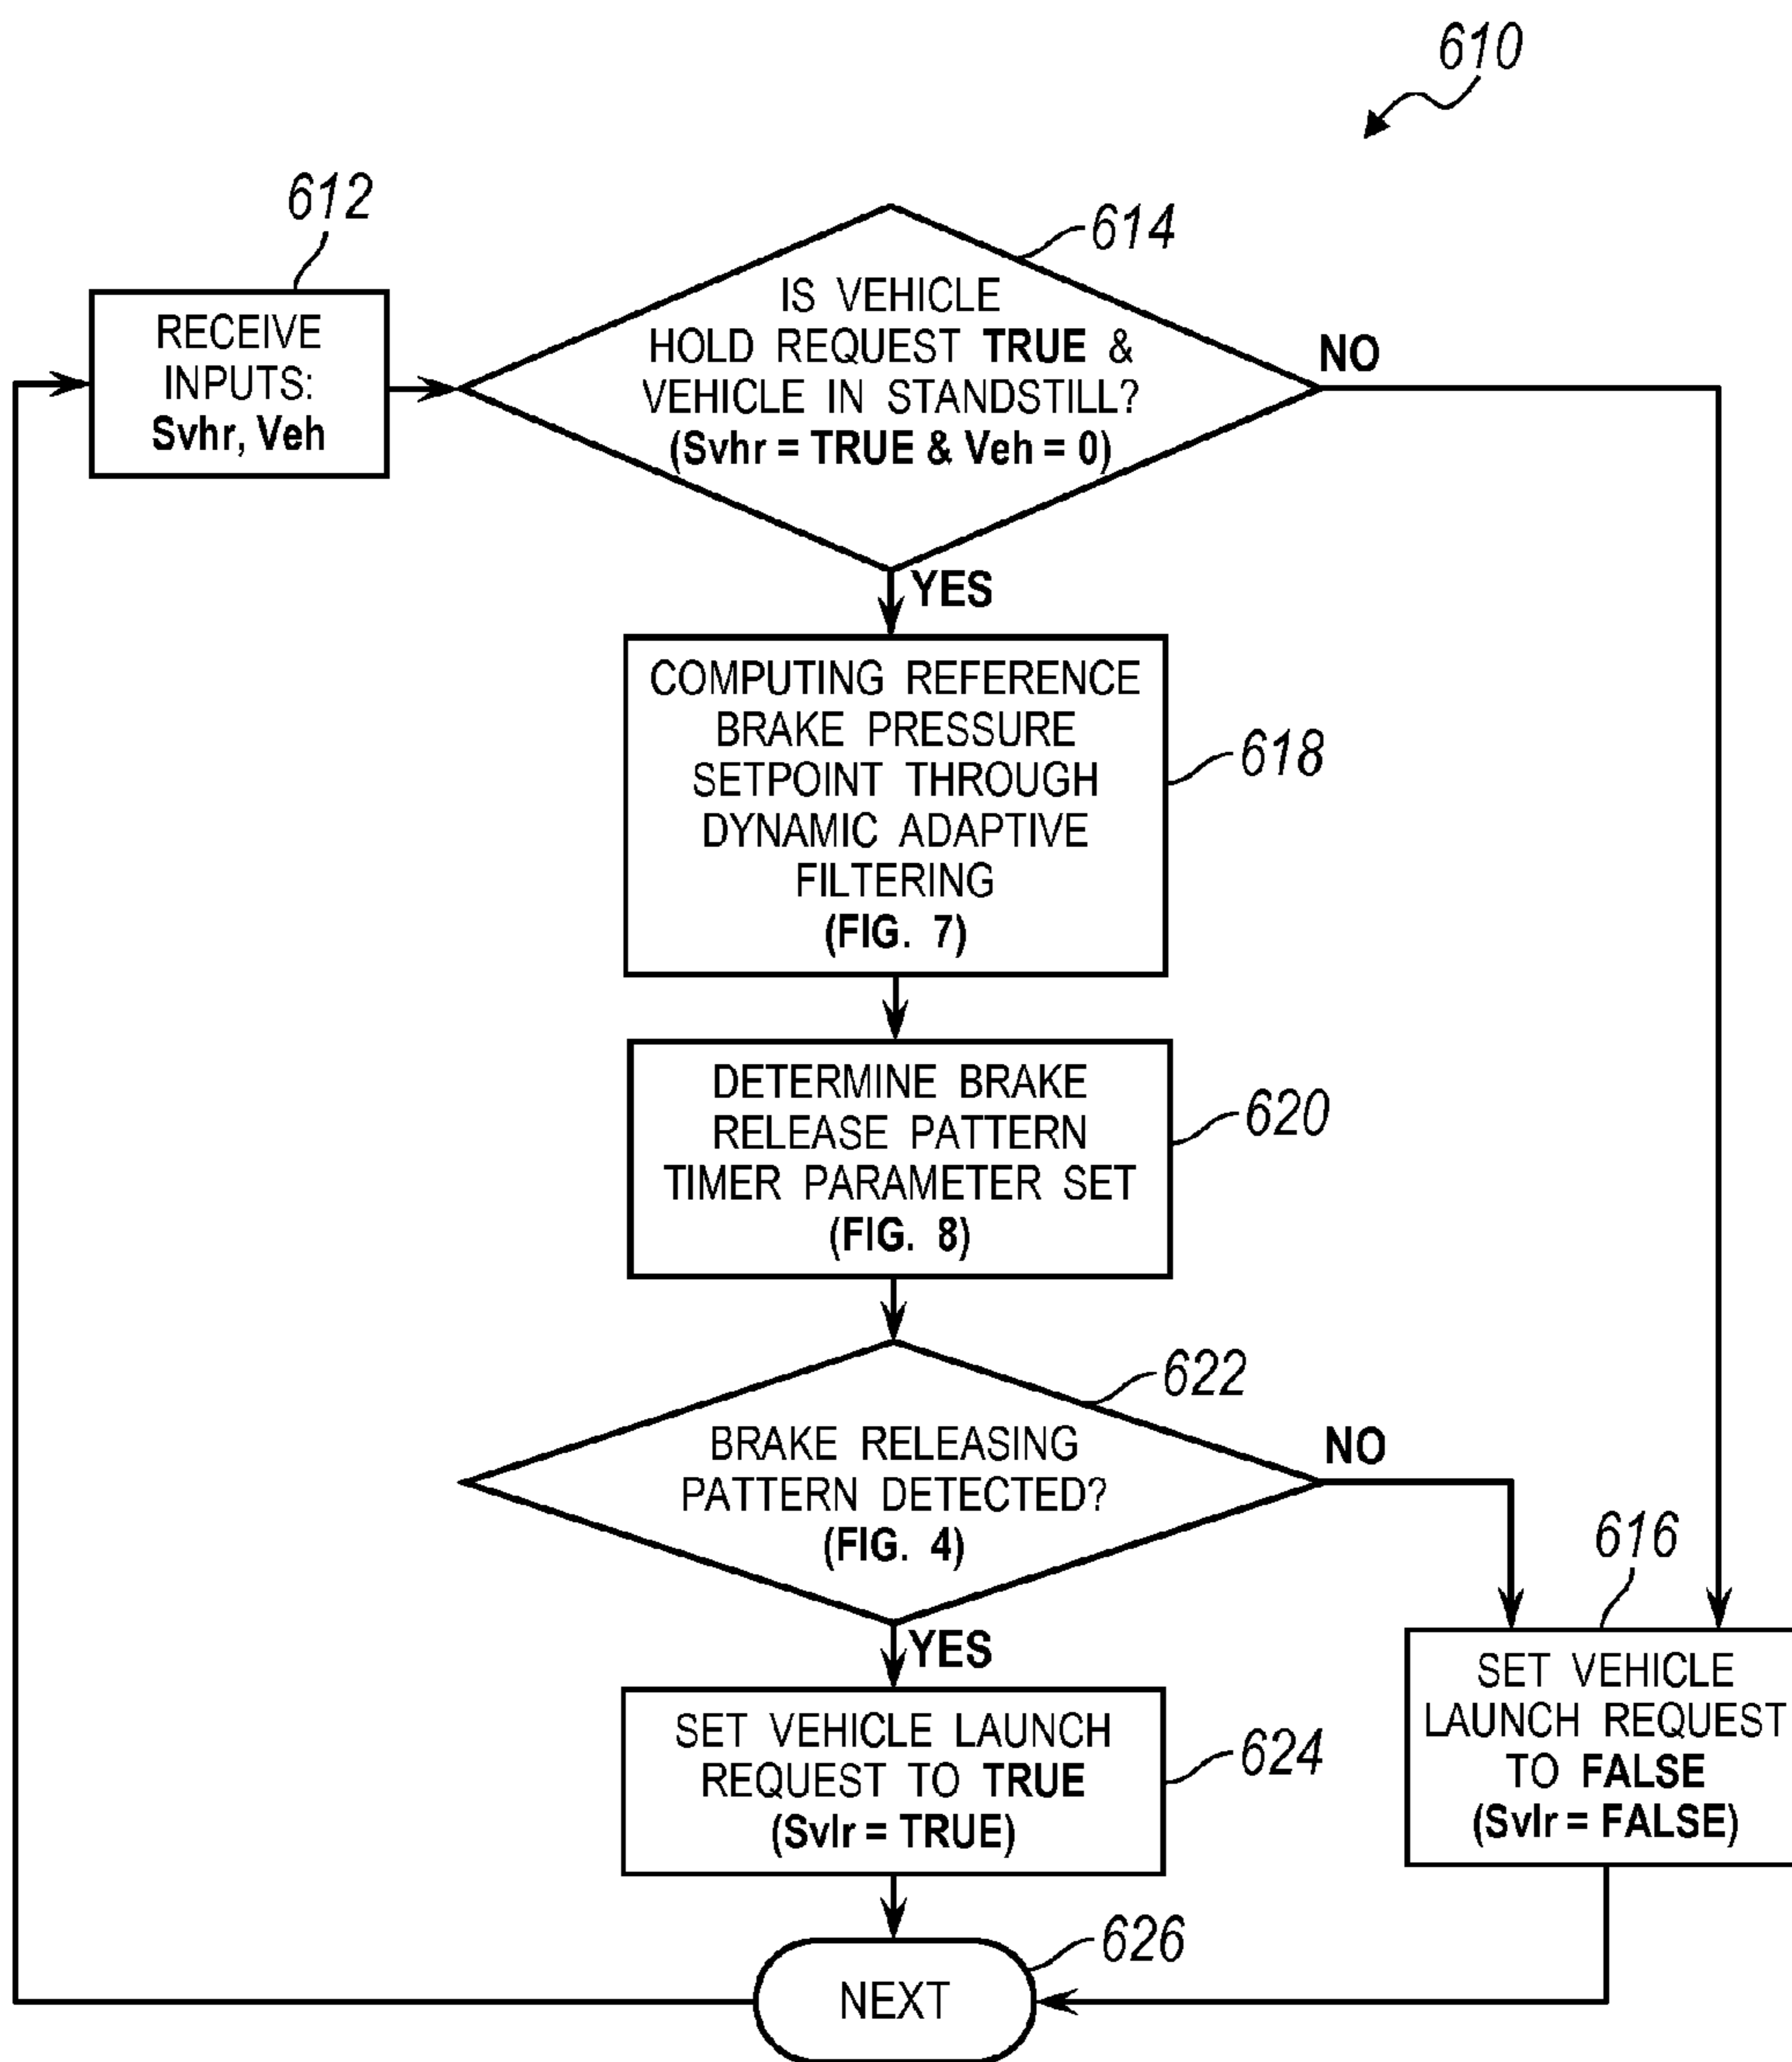 610
612
RECEIVE
INPUTS:
Svhr, Veh
614
IS VEHICLE
HOLD REQUEST TRUE &
VEHICLE IN STANDSTILL?
(Svhr = TRUE & Veh = 0)
NO
YES
COMPUTING REFERENCE
BRAKE PRESSURE
SETPOINT THROUGH
DYNAMIC ADAPTIVE
FILTERING
(FIG. 7)
618
DETERMINE BRAKE
RELEASE PATTERN
TIMER PARAMETER SET
(FIG. 8)
620
622
BRAKE RELEASING
PATTERN DETECTED?
(FIG. 4)
NO
YES
616
SET VEHICLE
LAUNCH REQUEST
TO FALSE
(Svlr = FALSE)
SET VEHICLE LAUNCH
REQUEST TO TRUE
(Svlr = TRUE)
624
626
NEXT